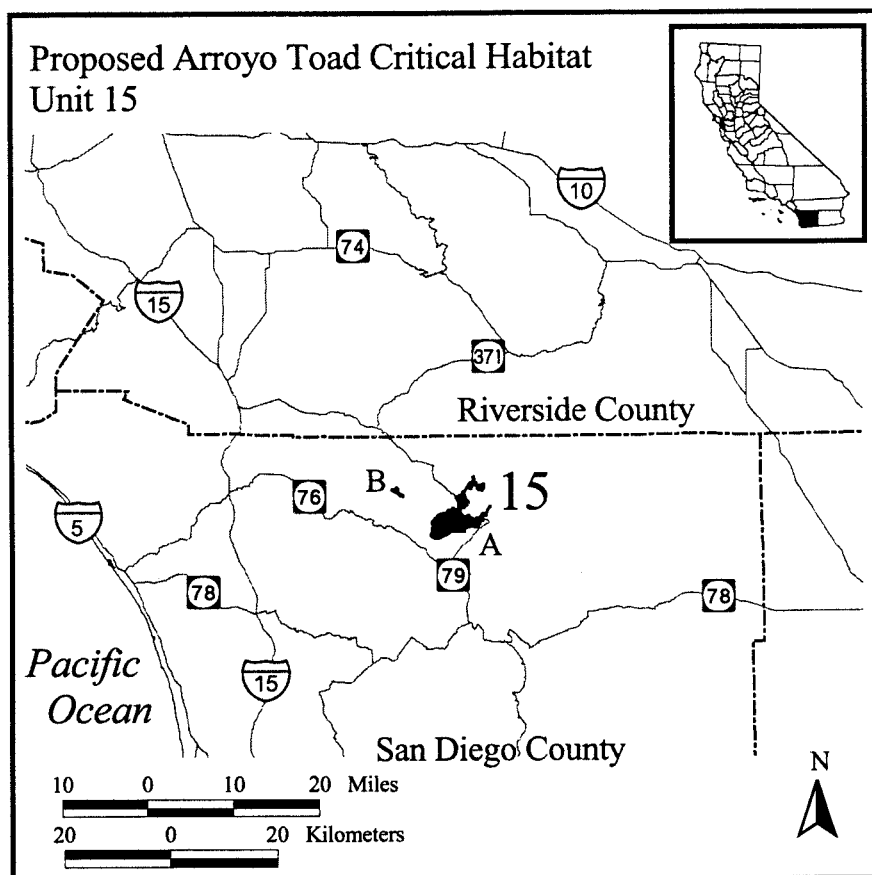 Proposed Arroyo Toad Critical Habitat
Unit 15
10
74
15
371
Riverside County
B
76
15
5
A
79
78
78
Pacific
Ocean
15
San Diego County
N
10 0 10 20 Miles
20 0 20 Kilometers